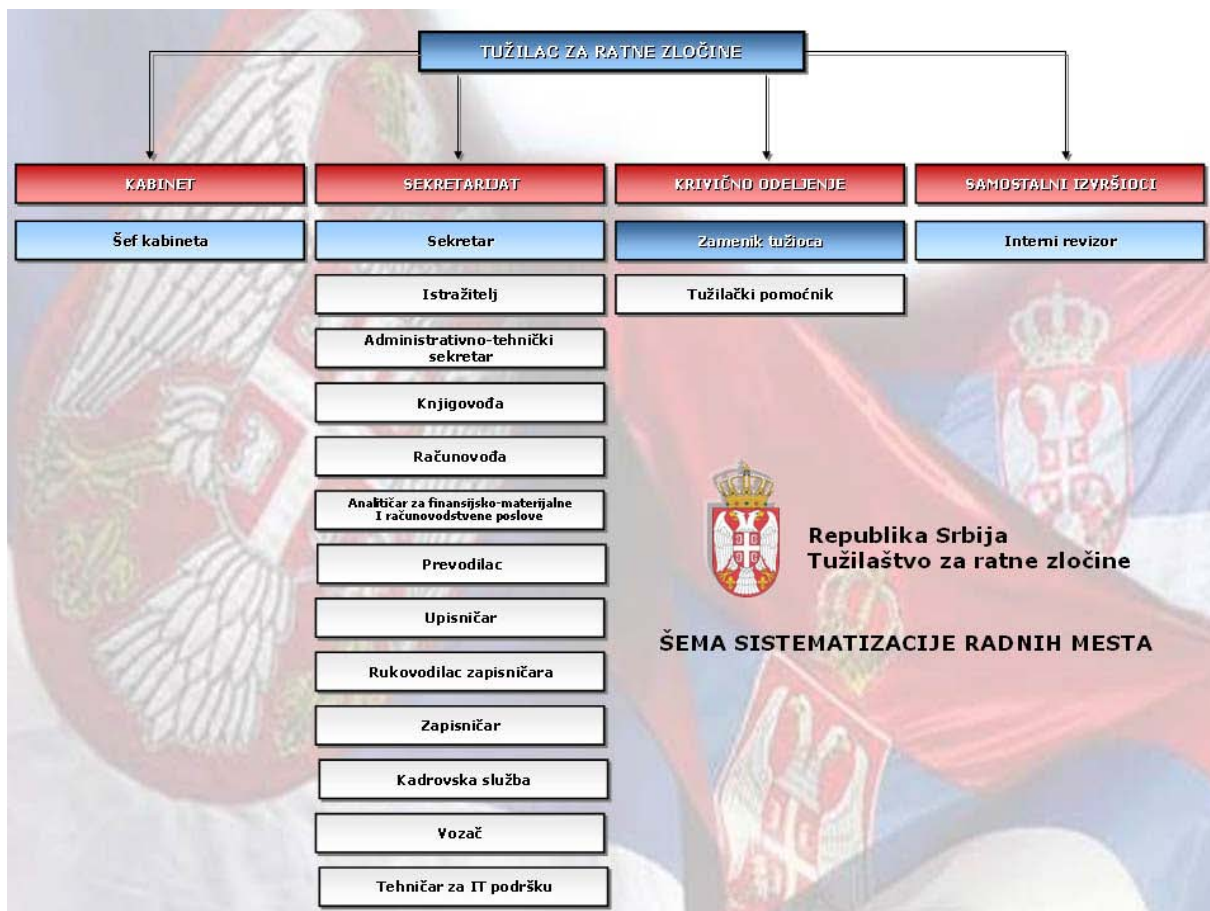 TUŽILAC ZA RATNE ZLOČINE
KABINET
Šef kabineta
SEKRETARIJAT
Sekretar
Istražitelj
Administrativno-tehnički
sekretar
Knjigovođa
Računovođa
Analitičar za finansijsko-materijalne
I računovodstvene poslove
Prevodilac
Upisničar
Rukovodilac zapisničara
Zapisničar
Kadrovska služba
Vozač
Tehničar za IT podršku
KRIVIČNO ODELJENJE
Zamenik tužioca
Tužilački pomoćnik
SAMOSTALNI IZVRŠIOCI
Interni revizor
Republika Srbija
Tužilaštvo za ratne zločine
ŠEMA SISTEMATIZACIJE RADNIH MESTA